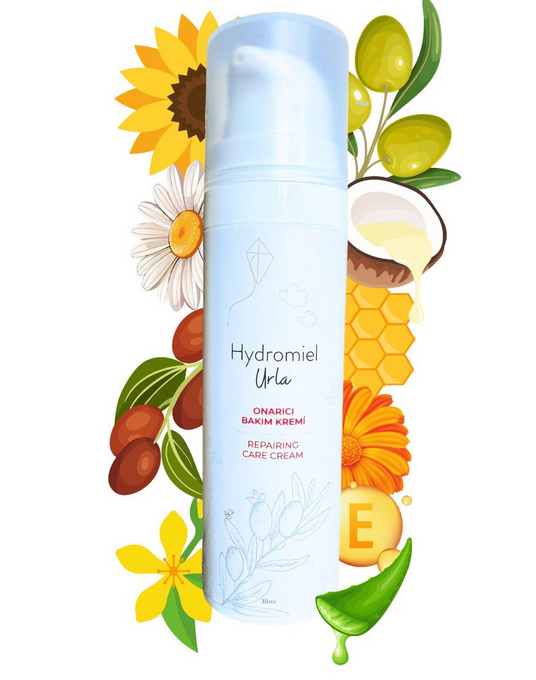 Hydromiel
Urla
ONARICI
BAKIM KREMİ
REPAIRING
CARE CREAM
E
30ml